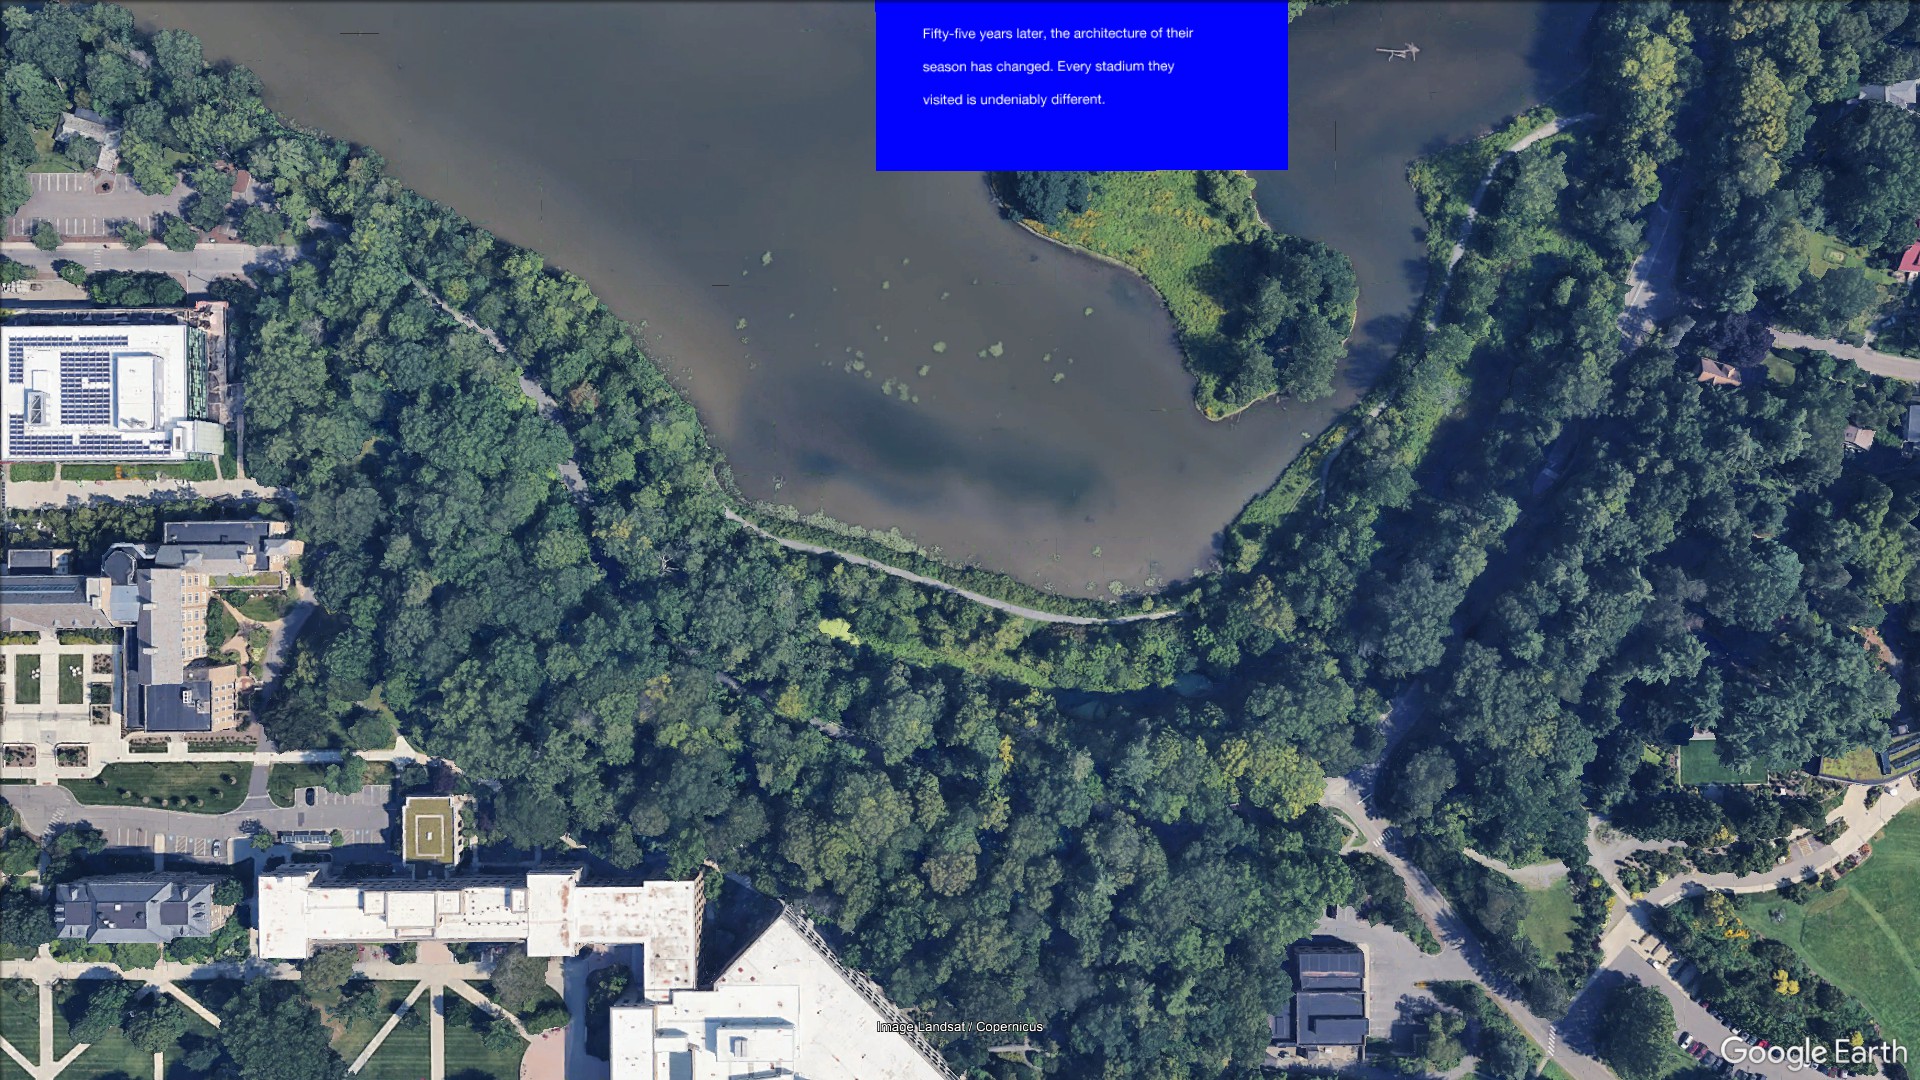 Fifty-five years later, the architecture of their
season has changed. Every stadium they
visited is undeniably different.
Image Landsat / Copernicus
Google Earth